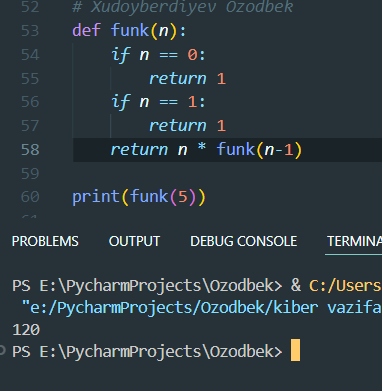 52 # Xudoyberdiyev Ozodbek
53 def funk(n):
54 if n == 0:
55 return 1
56 if n == 1:
57 return 1
58 return n * funk(n-1)
59
60 print(funk(5))
61
PROBLEMS OUTPUT DEBUG CONSOLE TERMINA
PS E:\PycharmProjects\Ozodbek> & C:/Users
"e:/PycharmProjects/Ozodbek/kiber vazifa
120
PS E:\PycharmProjects\Ozodbek>